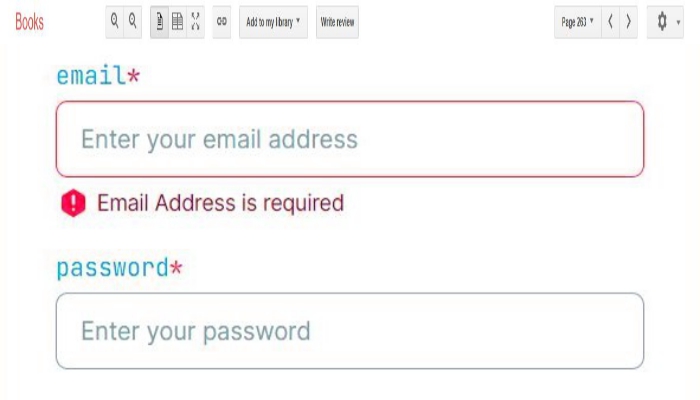 Books
Add to my library
Write review
Page 263
email*
Enter your email address
Email Address is required
password*
Enter your password